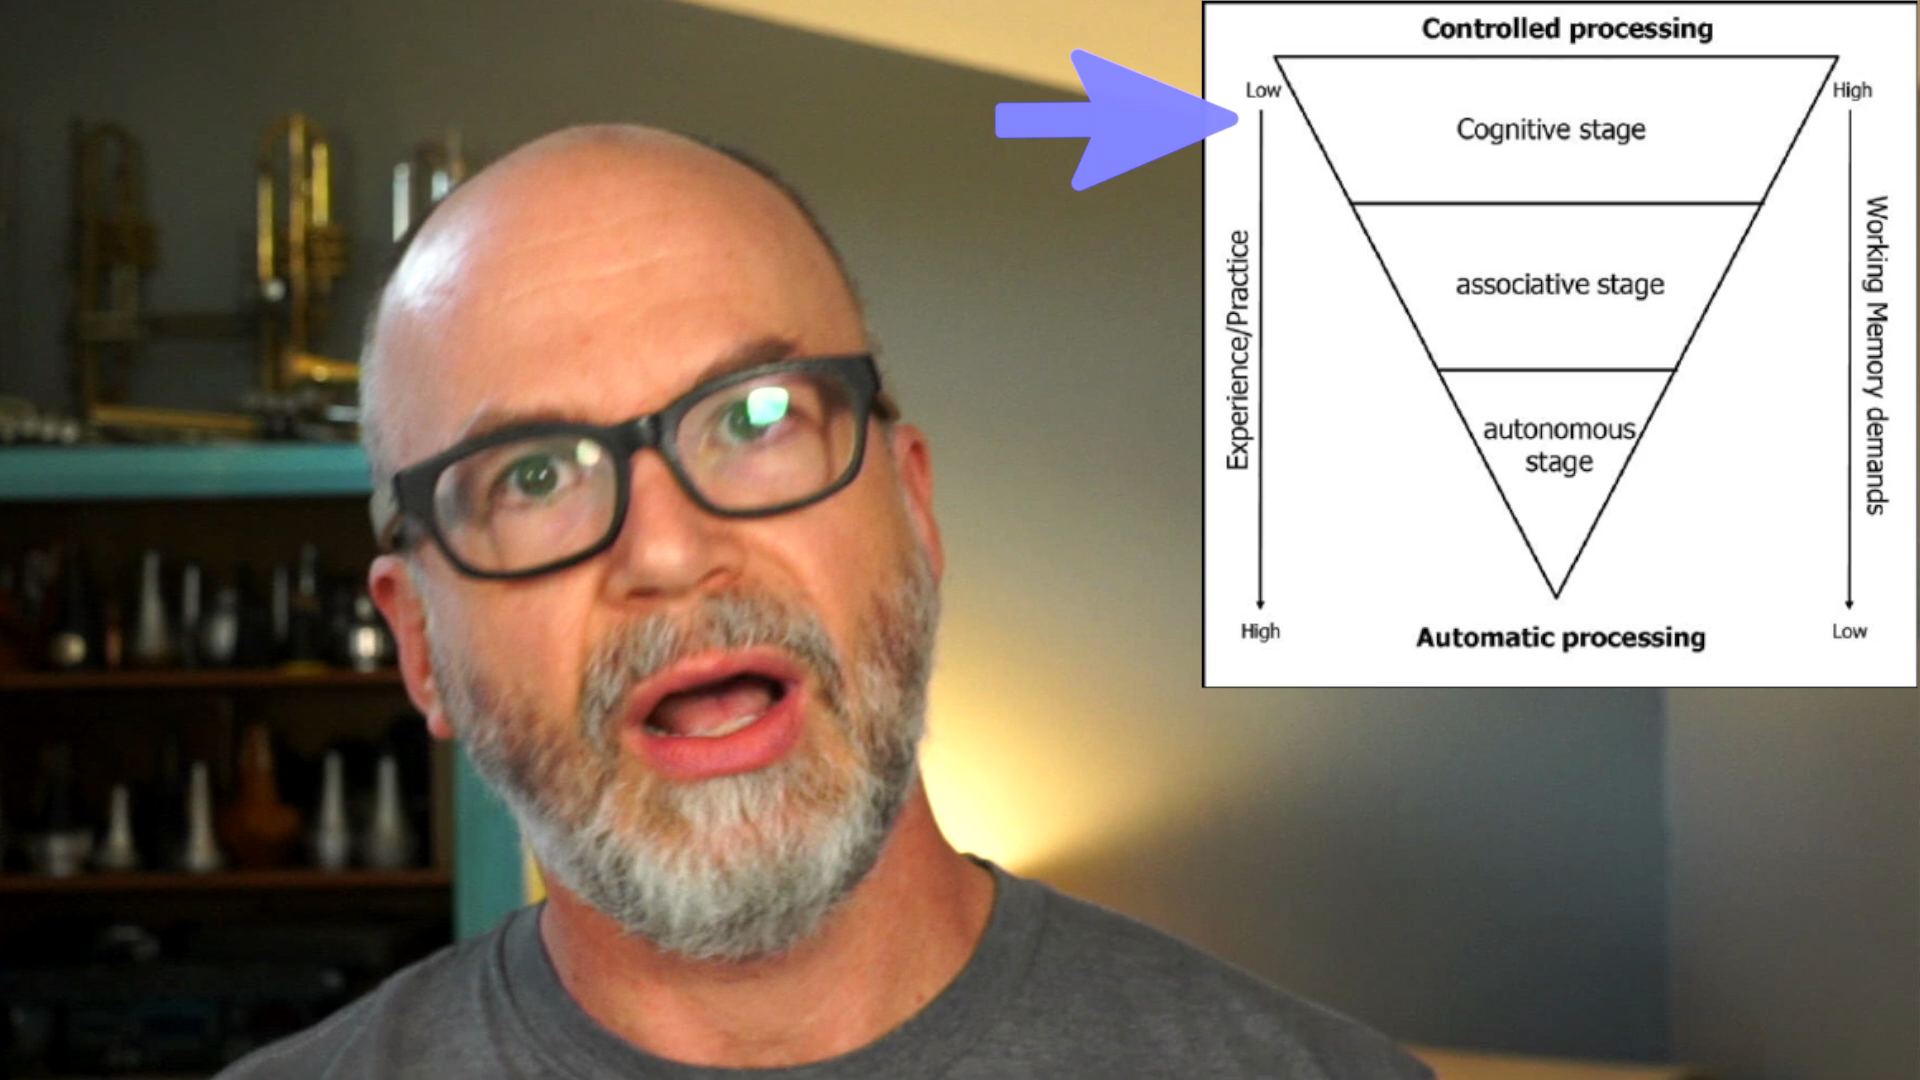 Controlled processing
Low
High
Cognitive stage
Experience/Practice
associative stage
Working Memory demands
autonomous
stage
High
Automatic processing
Low